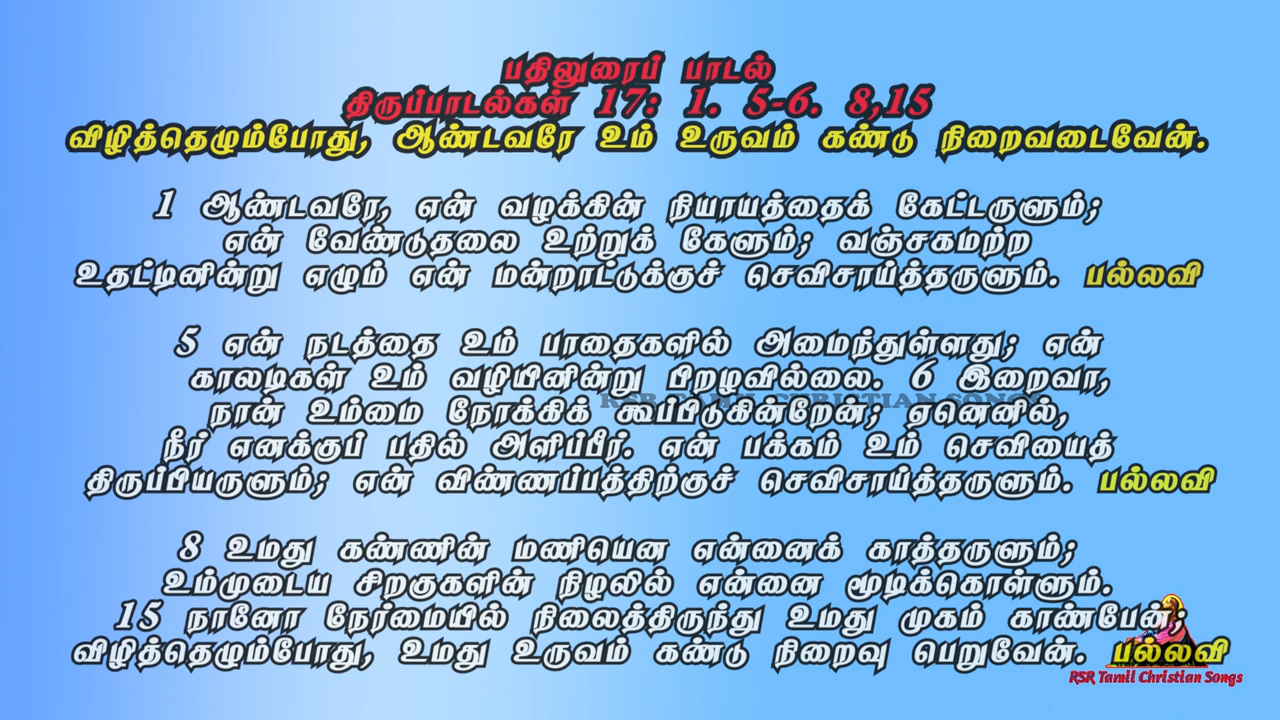 பதிலுரைப் பாடல்
திருப்பாடல்கள் 17: 1. 5-6. 8,15
விழித்தெழும்போது, ஆண்டவரே உம் உருவம் கண்டு நிறைவடைவேன்.
1 ஆண்டவரே, என் வழக்கின் நியாயத்தைக் கேட்டருளும்;
என் வேண்டுதலை உற்றுக் கேளும்; வஞ்சகமற்ற
உதட்டினின்று எழும் என் மன்றாட்டுக்குச் செவிசாய்த்தருளும். பல்லவி
5 என் நடத்தை உம் பாதைகளில் அமைந்துள்ளது; என்
காலடிகள் உம் வழியினின்று பிறழவில்லை. 6 இறைவா,
RSR TAMIL CHRISTIAN SONGS
நான் உம்மை நோக்கிக் கூப்பிடுகின்றேன்; ஏனெனில்,
நீர் எனக்குப் பதில் அளிப்பீர். என் பக்கம் உம் செவியைத்
திருப்பியருளும்; என் விண்ணப்பத்திற்குச் செவிசாய்த்தருளும். பல்லவி
8 உமது கண்ணின் மணியென என்னைக் காத்தருளும்;
உம்முடைய சிறகுகளின் நிழலில் என்னை மூடிக்கொள்ளும்.
15 நானோ நேர்மையில் நிலைத்திருந்து உமது முகம் காண்பேன்;
விழித்தெழும்போது, உமது உருவம் கண்டு நிறைவு பெறுவேன். பல்லவி
RSR Tamil Christian Songs